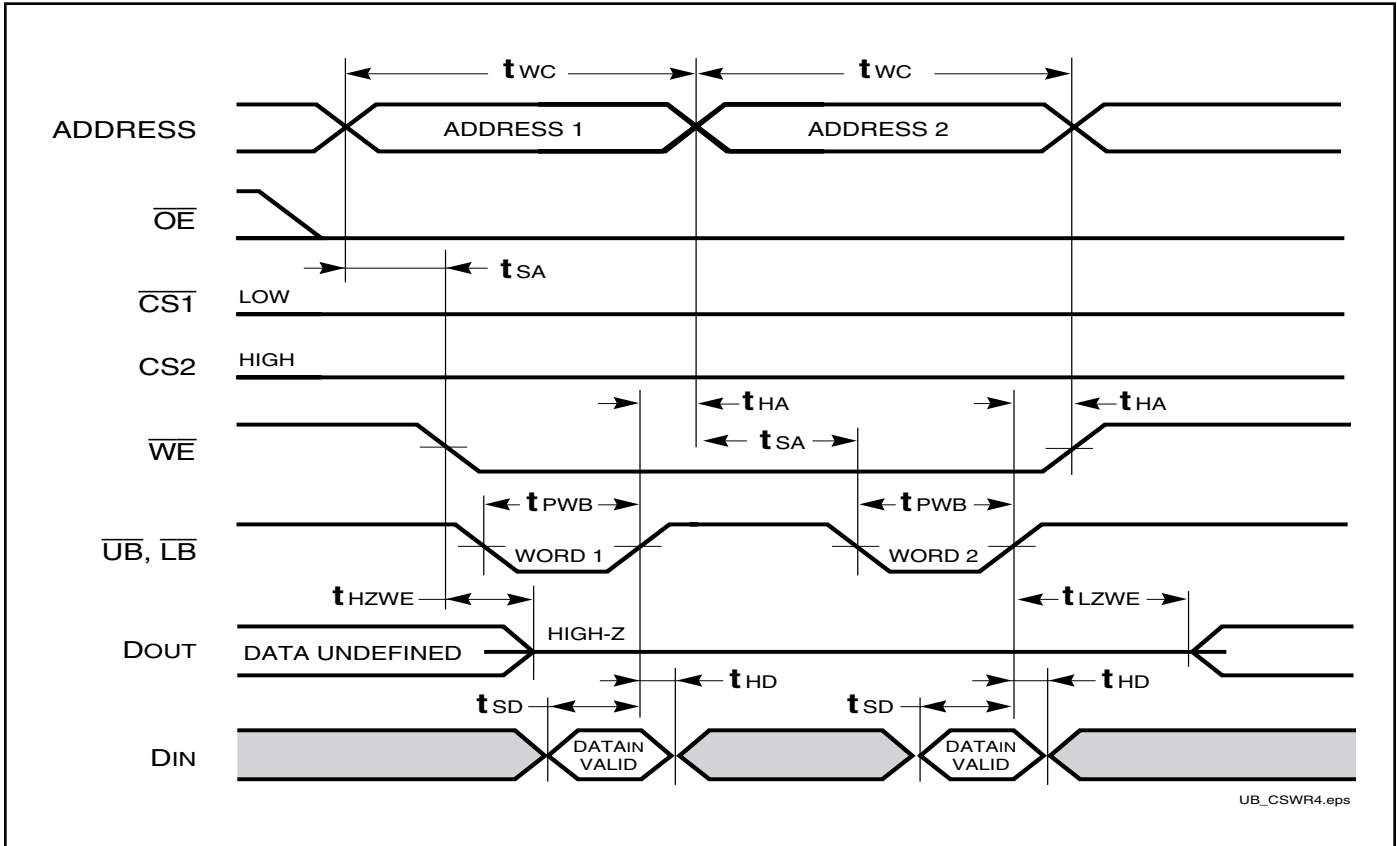 tWC tWC
ADDRESS ADDRESS 1 ADDRESS 2
OE
tSA
CS1 LOW
CS2 HIGH
tHA tHA
WE tSA
tPWB tPWB
UB, LB WORD 1 WORD 2
tHZWE tLZWE
DOUT DATA UNDEFINED HIGH-Z
tHD tHD
tSD tSD
DIN DATAIN VALID DATAIN VALID
UB_CSWR4.eps